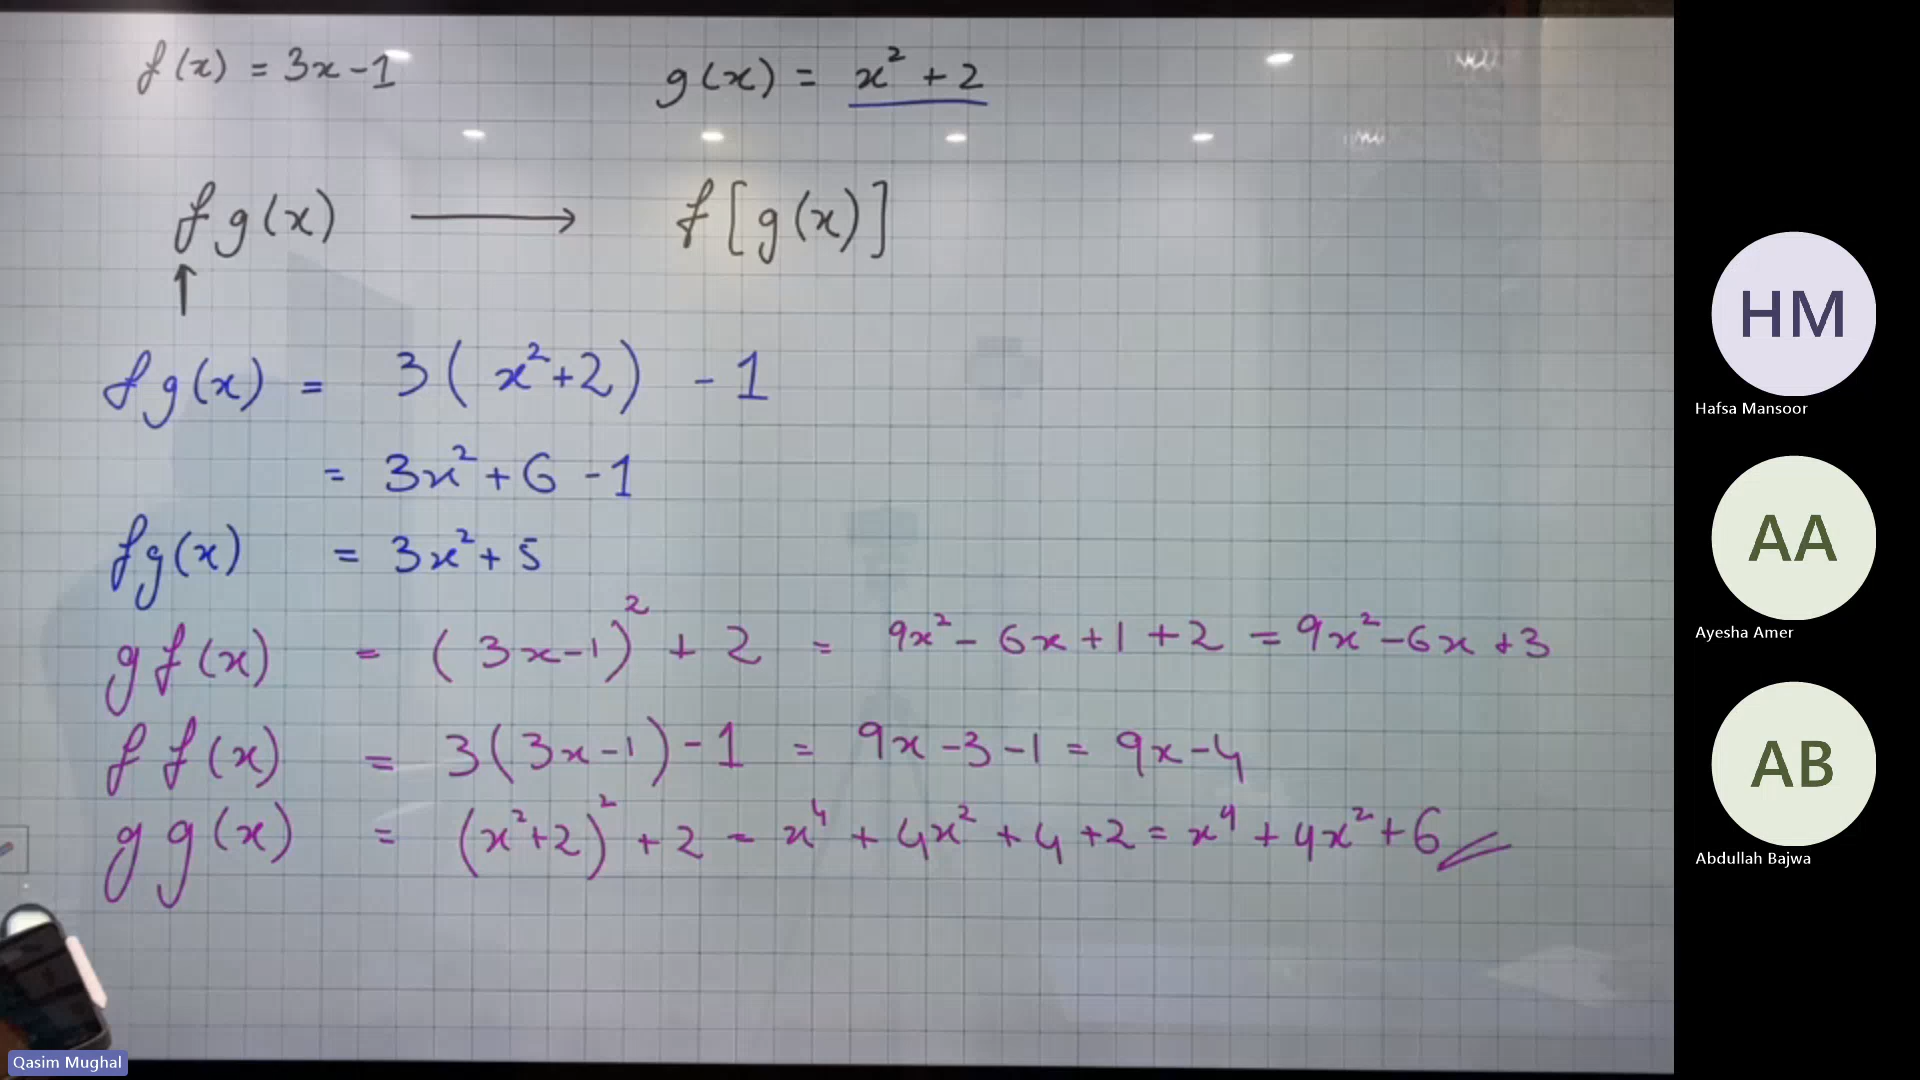 f(x) = 3x-1
g(x) = x² + 2
fg(x) ⟶ f[g(x)]
↑
fg(x) = 3(x²+2) - 1
= 3x² + 6 - 1
fg(x) = 3x² + 5
gf(x) = (3x-1)² + 2 = 9x² - 6x + 1 + 2 = 9x² - 6x + 3
ff(x) = 3(3x-1) - 1 = 9x - 3 - 1 = 9x - 4
gg(x) = (x²+2)² + 2 = x⁴ + 4x² + 4 + 2 = x⁴ + 4x² + 6
HM
Hafsa Mansoor
AA
Ayesha Amer
AB
Abdullah Bajwa
Qasim Mughal